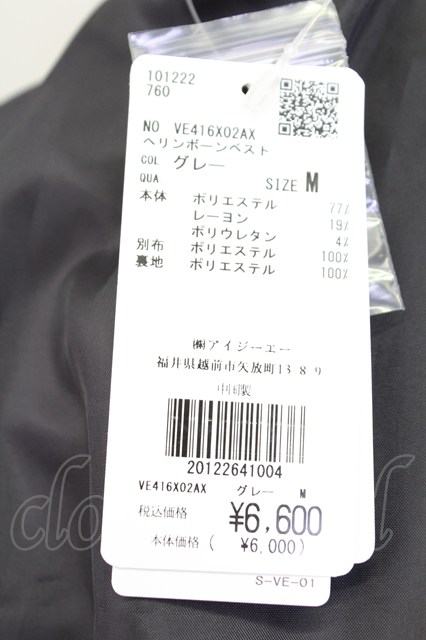 101222
760
NO VE416X02AX
ヘリンボーンベスト
COL グレー
QUA SIZE M
本体 ポリエステル 77%
レーヨン 19%
ポリウレタン 4%
別布 ポリエステル 100%
裏地 ポリエステル 100%
㈱アイジーエー
福井県越前市矢放町13-8-9
中国製
20122641004
VE416X02AX グレー M
税込価格 ¥6,600
本体価格( ¥6,000)
S-VE-01